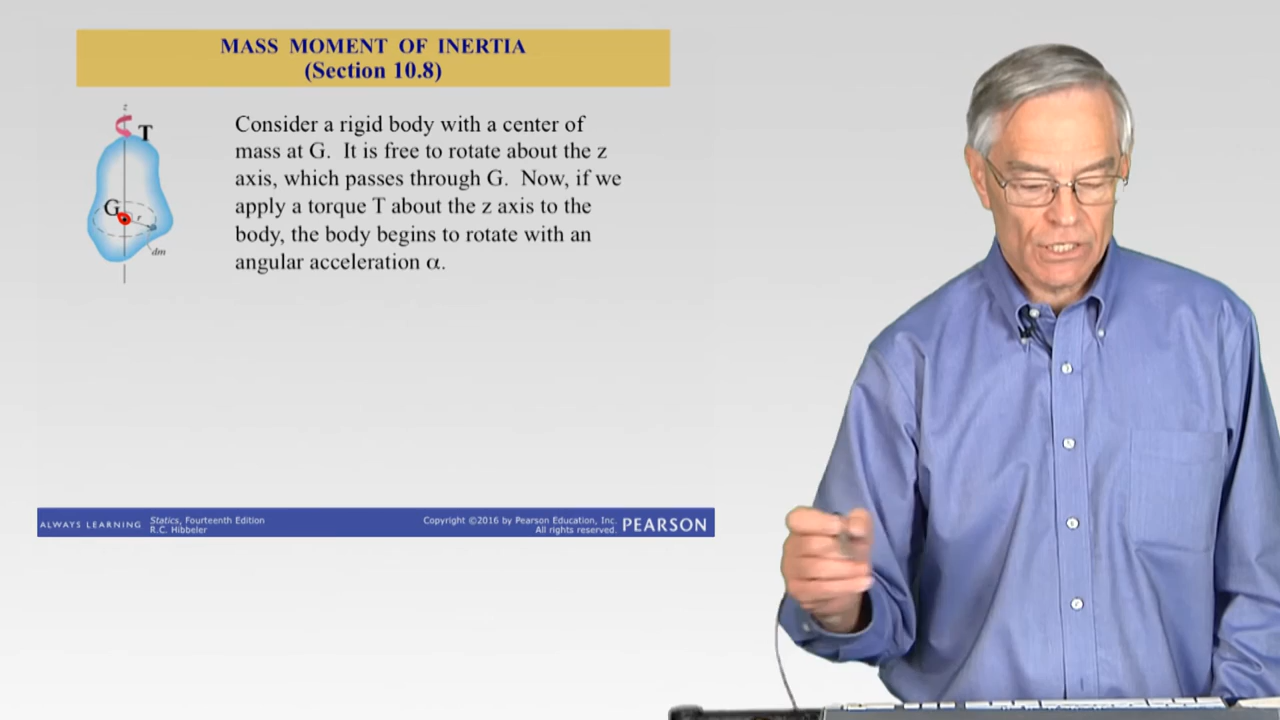 MASS MOMENT OF INERTIA
(Section 10.8)
z
T
G
r
dm
Consider a rigid body with a center of
mass at G. It is free to rotate about the z
axis, which passes through G. Now, if we
apply a torque T about the z axis to the
body, the body begins to rotate with an
angular acceleration α.
ALWAYS LEARNING
Statics, Fourteenth Edition
R.C. Hibbeler
Copyright ©2016 by Pearson Education, Inc.
All rights reserved.
PEARSON